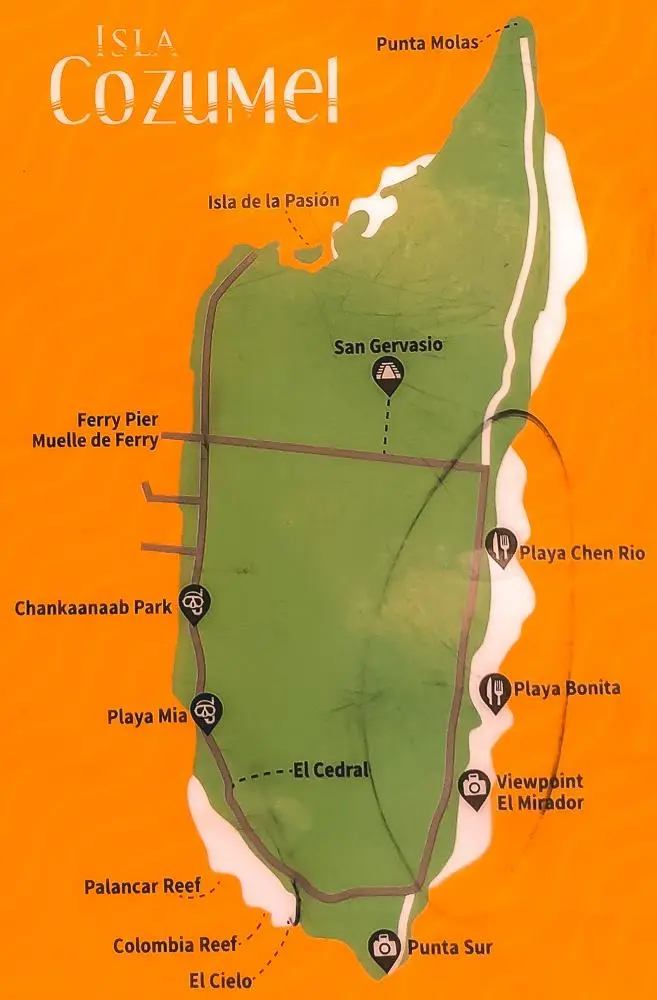 Isla
Cozumel
Punta Molas
Isla de la Pasión
San Gervasio
Ferry Pier
Muelle de Ferry
Playa Chen Rio
Chankaanaab Park
Playa Bonita
Playa Mia
El Cedral
Viewpoint
El Mirador
Palancar Reef
Colombia Reef
Punta Sur
El Cielo